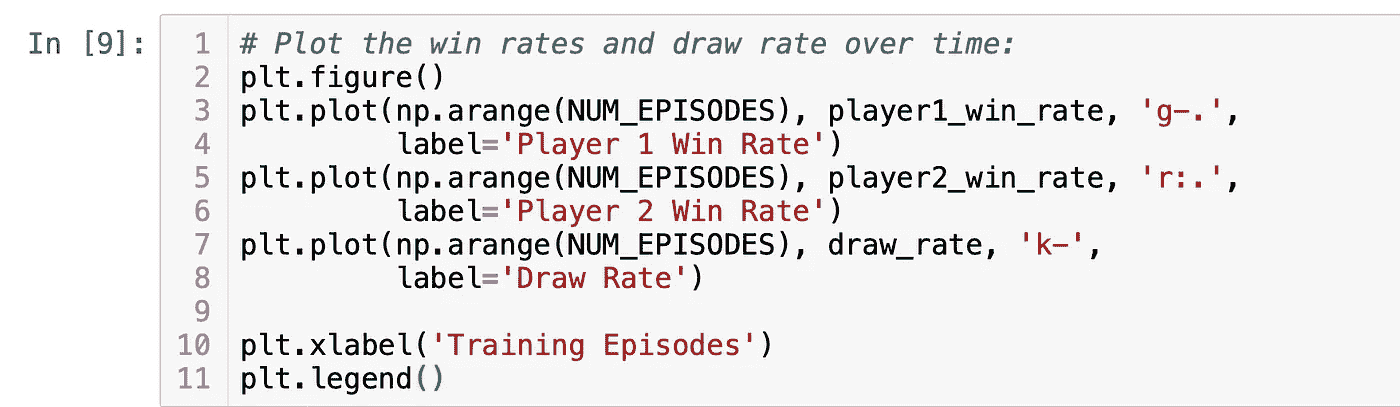 In [9]:
1 # Plot the win rates and draw rate over time:
2 plt.figure()
3 plt.plot(np.arange(NUM_EPISODES), player1_win_rate, 'g-.',
4          label='Player 1 Win Rate')
5 plt.plot(np.arange(NUM_EPISODES), player2_win_rate, 'r:.',
6          label='Player 2 Win Rate')
7 plt.plot(np.arange(NUM_EPISODES), draw_rate, 'k-',
8          label='Draw Rate')
9
10 plt.xlabel('Training Episodes')
11 plt.legend()